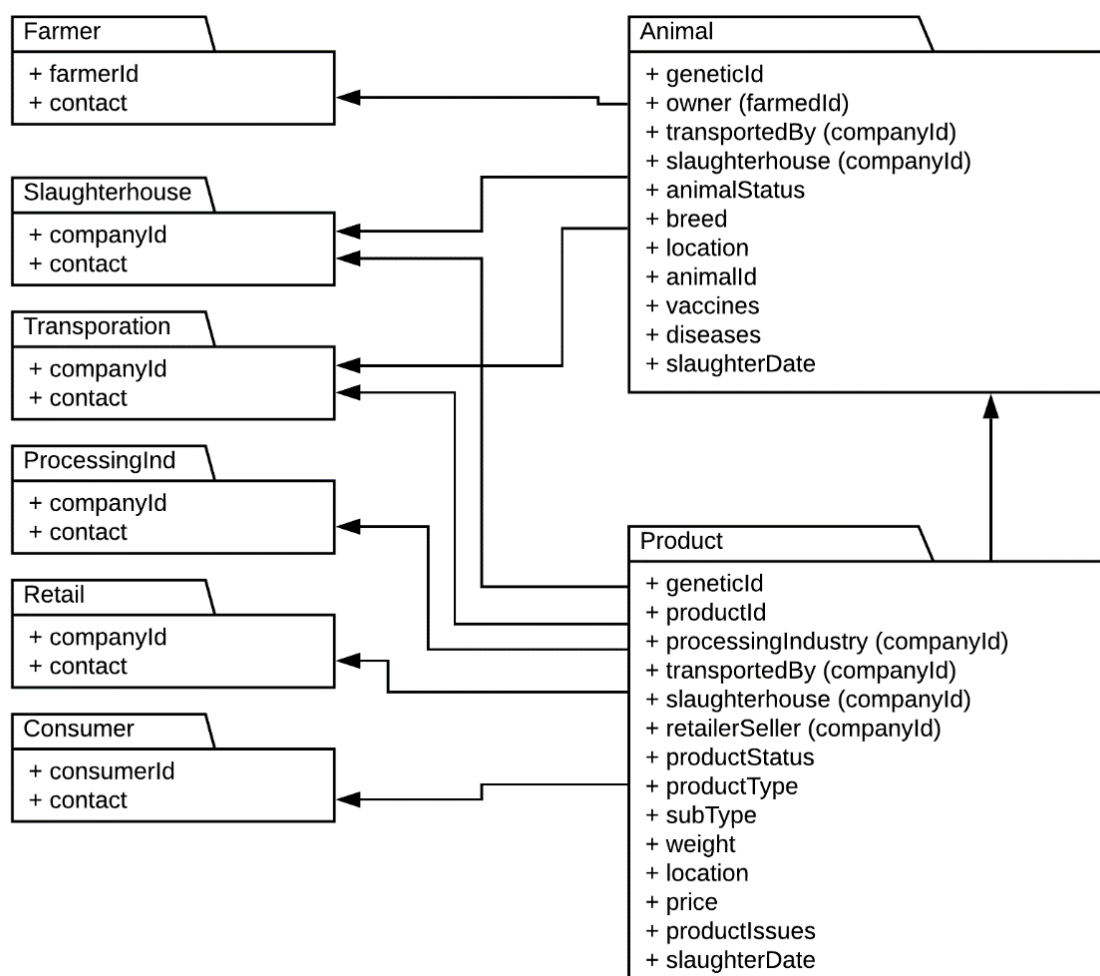 Farmer
+ farmerId
+ contact
Slaughterhouse
+ companyId
+ contact
Transporation
+ companyId
+ contact
ProcessingInd
+ companyId
+ contact
Retail
+ companyId
+ contact
Consumer
+ consumerId
+ contact
Animal
+ geneticId
+ owner (farmedId)
+ transportedBy (companyId)
+ slaughterhouse (companyId)
+ animalStatus
+ breed
+ location
+ animalId
+ vaccines
+ diseases
+ slaughterDate
Product
+ geneticId
+ productId
+ processingIndustry (companyId)
+ transportedBy (companyId)
+ slaughterhouse (companyId)
+ retailerSeller (companyId)
+ productStatus
+ productType
+ subType
+ weight
+ location
+ price
+ productIssues
+ slaughterDate